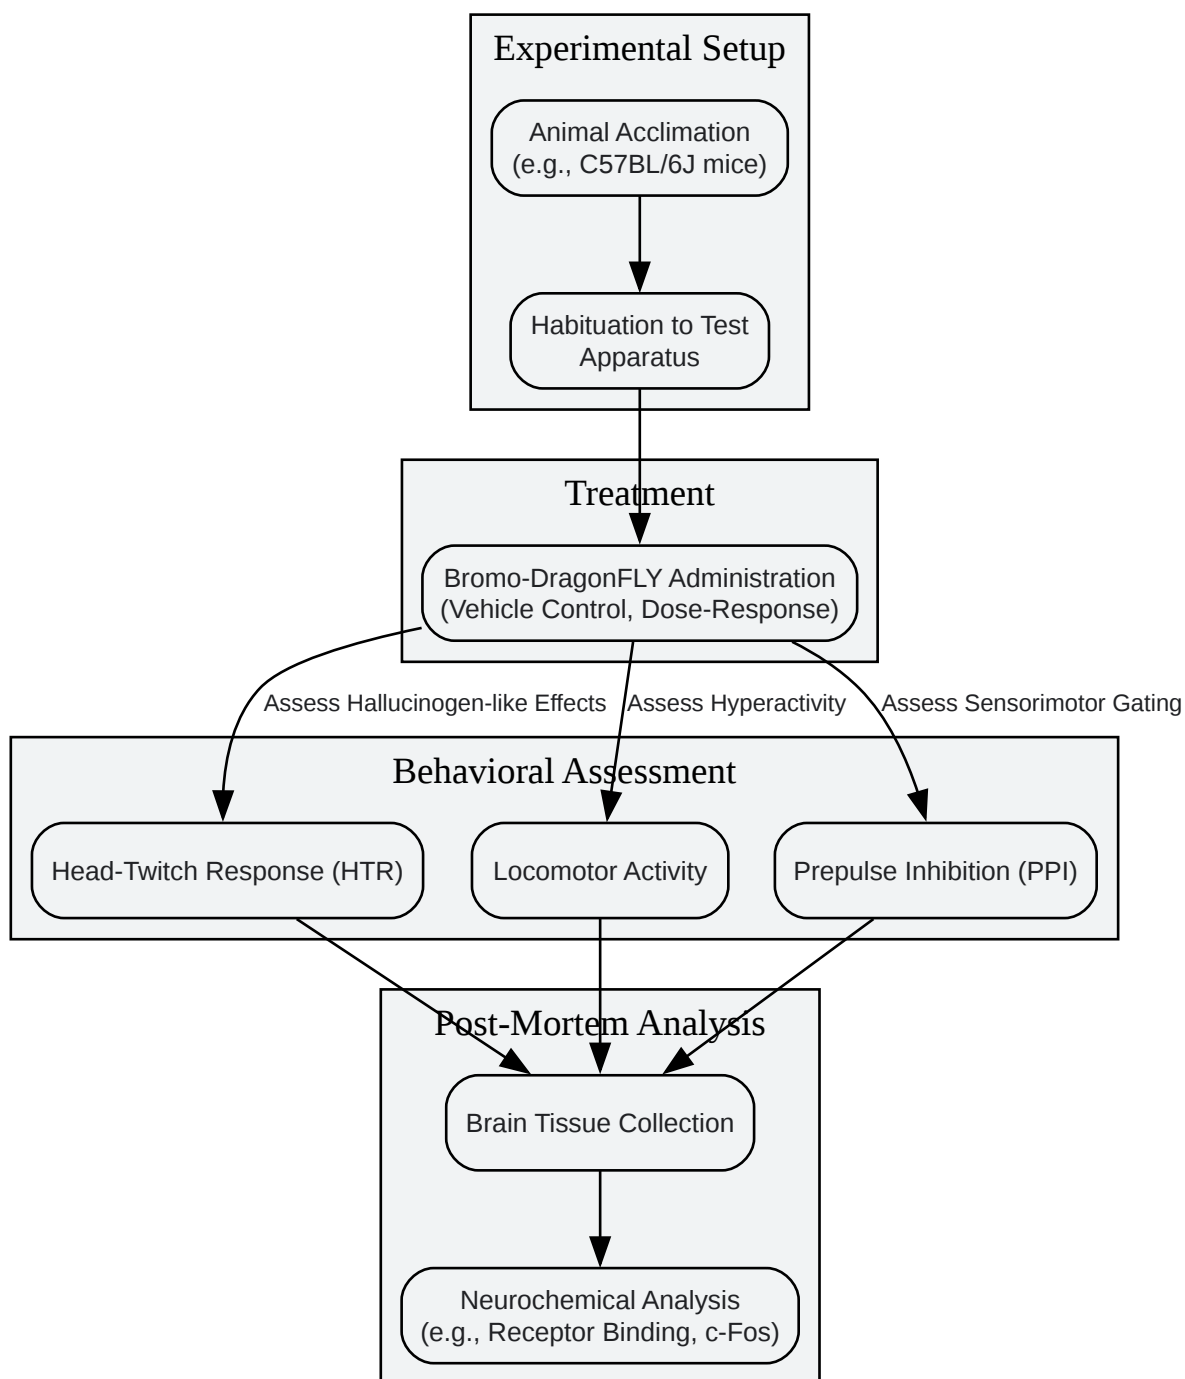 Experimental Setup
Animal Acclimation
(e.g., C57BL/6J mice)
Habituation to Test
Apparatus
Treatment
Bromo-DragonFLY Administration
(Vehicle Control, Dose-Response)
Assess Hallucinogen-like Effects
Assess Hyperactivity
Assess Sensorimotor Gating
Behavioral Assessment
Head-Twitch Response (HTR)
Locomotor Activity
Prepulse Inhibition (PPI)
Post-Mortem Analysis
Brain Tissue Collection
Neurochemical Analysis
(e.g., Receptor Binding, c-Fos)